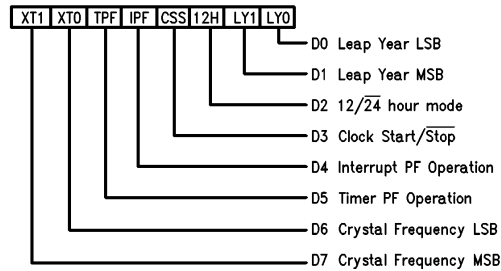 XT1 XT0 TPF IPF CSS 12H LY1 LY0
D0 Leap Year LSB
D1 Leap Year MSB
D2 12/24 hour mode
D3 Clock Start/Stop
D4 Interrupt PF Operation
D5 Timer PF Operation
D6 Crystal Frequency LSB
D7 Crystal Frequency MSB